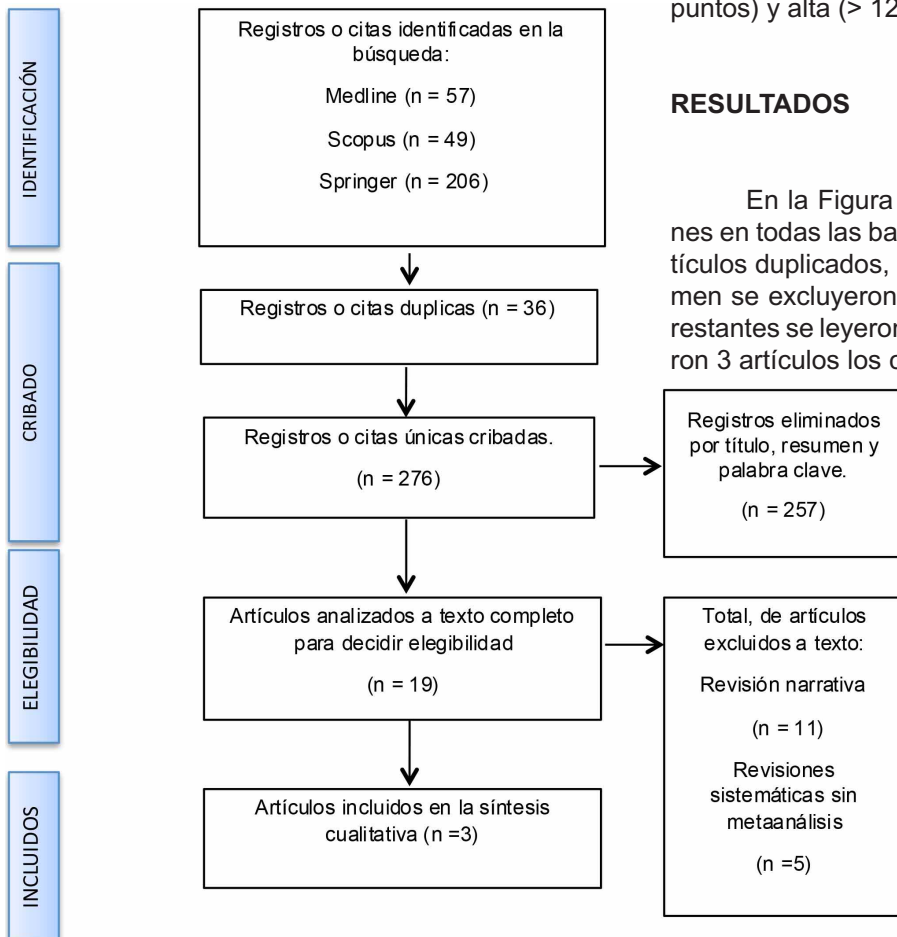 IDENTIFICACIÓN
Registros o citas identificadas en la
búsqueda:
Medline (n = 57)
Scopus (n = 49)
Springer (n = 206)
CRIBADO
Registros o citas duplicas (n = 36)
Registros o citas únicas cribadas.
(n = 276)
Registros eliminados
por título, resumen y
palabra clave.
(n = 257)
ELEGIBILIDAD
Artículos analizados a texto completo
para decidir elegibilidad
(n = 19)
Total, de artículos
excluidos a texto:
Revisión narrativa
(n = 11)
Revisiones
sistemáticas sin
metaanálisis
(n =5)
INCLUIDOS
Artículos incluidos en la síntesis
cualitativa (n =3)
puntos) y alta (> 12
RESULTADOS
En la Figura
nes en todas las ba
tículos duplicados,
men se excluyeron
restantes se leyeron
ron 3 artículos los